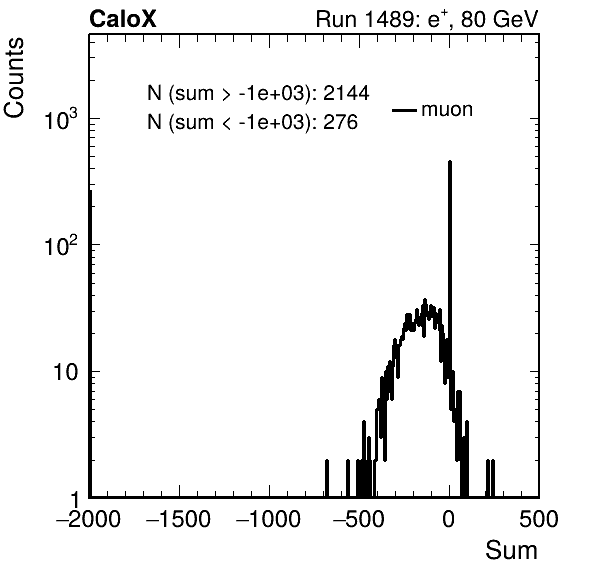 CaloX Run 1489: e⁺, 80 GeV
Counts
N (sum > -1e+03): 2144
N (sum < -1e+03): 276
muon
10³
10²
10
1
−2000 −1500 −1000 −500 0 500
Sum